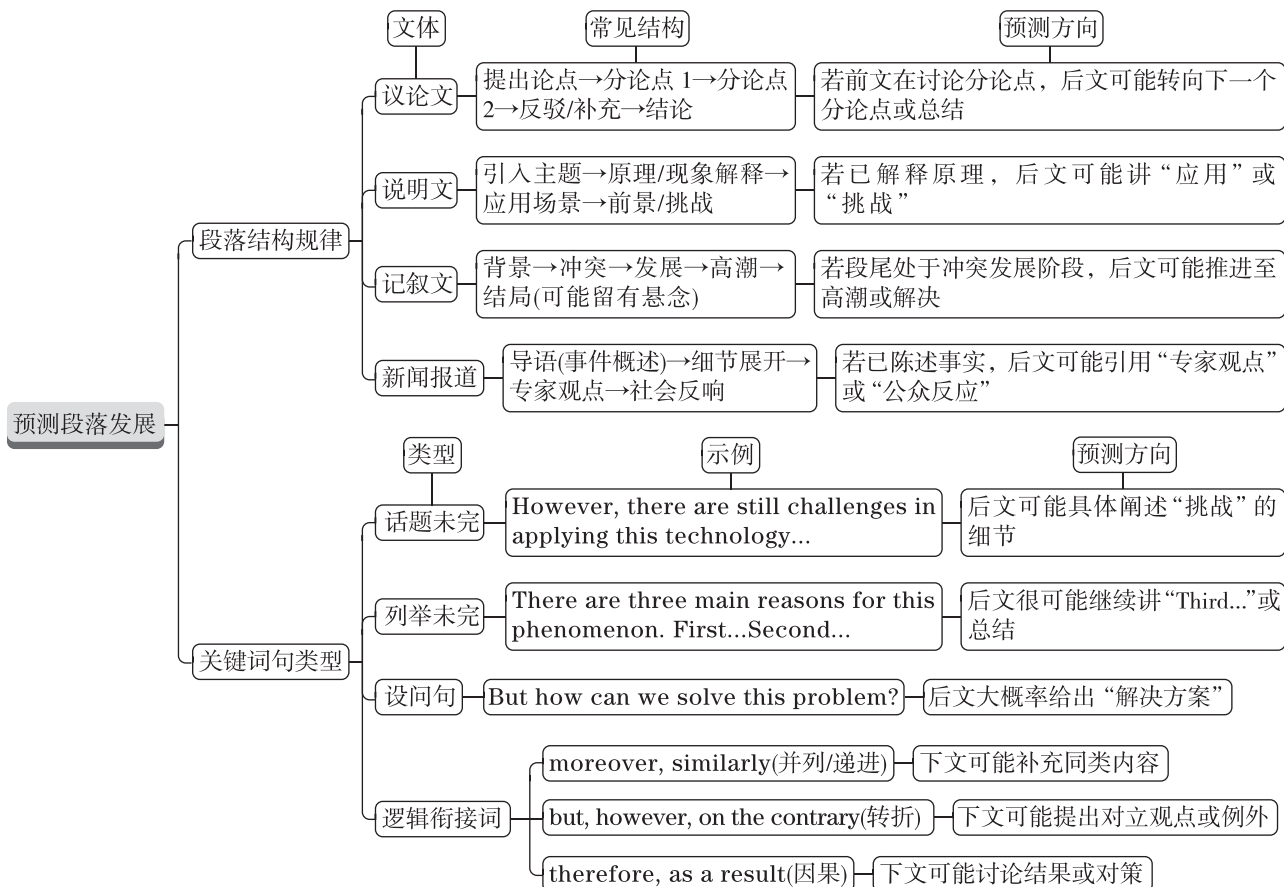 文体
常见结构
预测方向
议论文
提出论点→分论点 1→分论点
2→反驳/补充→结论
若前文在讨论分论点，后文可能转向下一个
分论点或总结
说明文
引入主题→原理/现象解释→
应用场景→前景/挑战
若已解释原理，后文可能讲“应用”或
“挑战”
段落结构规律
记叙文
背景→冲突→发展→高潮→
结局(可能留有悬念)
若段尾处于冲突发展阶段，后文可能推进至
高潮或解决
新闻报道
导语(事件概述)→细节展开→
专家观点→社会反响
若已陈述事实，后文可能引用“专家观点”
或“公众反应”
预测段落发展
类型
示例
预测方向
话题未完
However, there are still challenges in
applying this technology...
后文可能具体阐述“挑战”的
细节
列举未完
There are three main reasons for this
phenomenon. First...Second...
后文很可能继续讲“Third...”或
总结
关键词句类型
设问句
But how can we solve this problem?
后文大概率给出“解决方案”
逻辑衔接词
moreover, similarly(并列/递进)
下文可能补充同类内容
but, however, on the contrary(转折)
下文可能提出对立观点或例外
therefore, as a result(因果)
下文可能讨论结果或对策